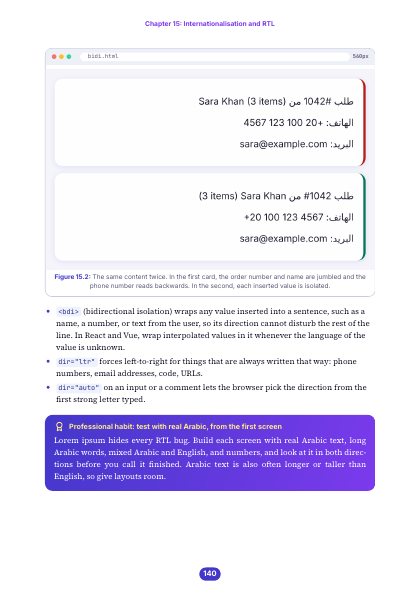 Chapter 15: Internationalisation and RTL
bidi.html
560px
طلب #1042 من Sara Khan (3 items)
الهاتف: +20 100 123 4567
البريد: sara@example.com
طلب #1042 من Sara Khan (3 items)
الهاتف: +20 100 123 4567
البريد: sara@example.com
Figure 15.2: The same content twice. In the first card, the order number and name are jumbled and the
phone number reads backwards. In the second, each inserted value is isolated.
• <bdi> (bidirectional isolation) wraps any value inserted into a sentence, such as a
name, a number, or text from the user, so its direction cannot disturb the rest of the
line. In React and Vue, wrap interpolated values in it whenever the language of the
value is unknown.
• dir="ltr" forces left-to-right for things that are always written that way: phone
numbers, email addresses, code, URLs.
• dir="auto" on an input or a comment lets the browser pick the direction from the
first strong letter typed.
Professional habit: test with real Arabic, from the first screen
Lorem ipsum hides every RTL bug. Build each screen with real Arabic text, long
Arabic words, mixed Arabic and English, and numbers, and look at it in both direc-
tions before you call it finished. Arabic text is also often longer or taller than
English, so give layouts room.
140